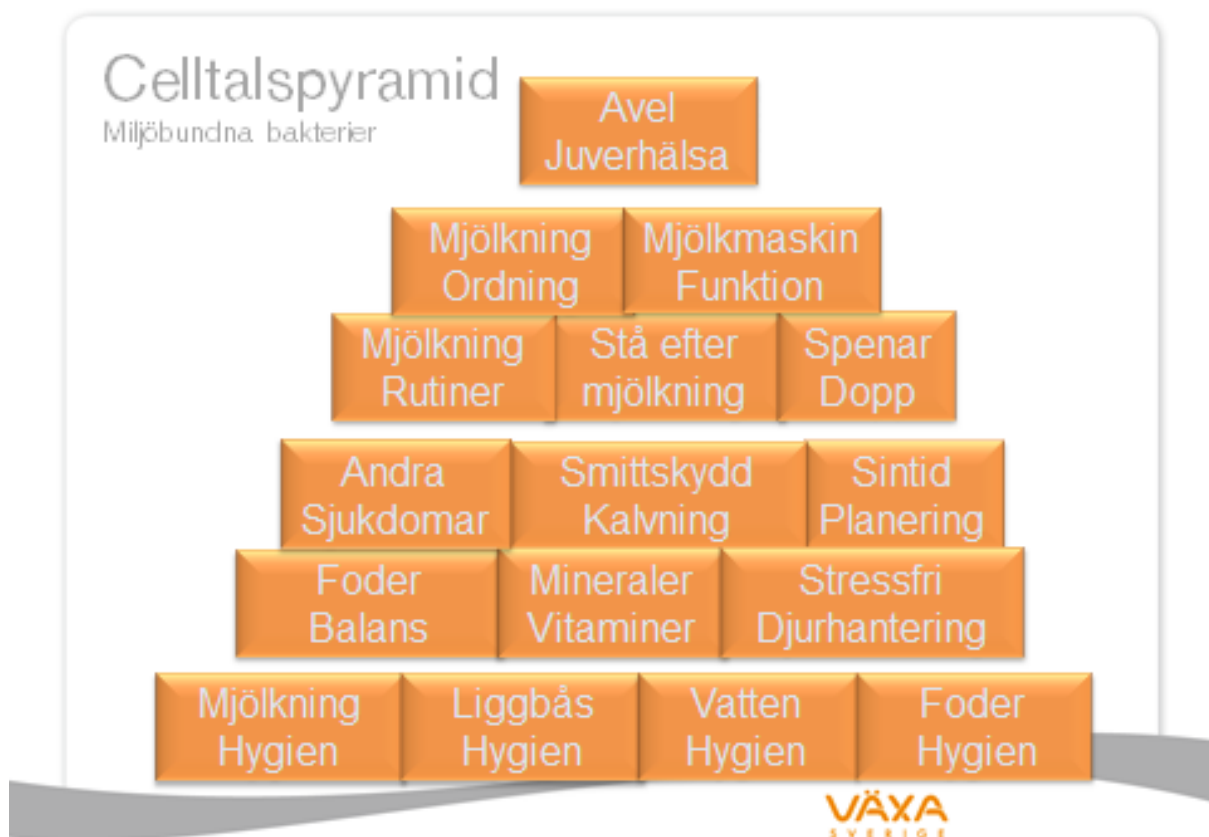 Celltalspyramid
Miljöbundna bakterier
Avel
Juverhälsa
Mjölkning
Ordning
Mjölkmaskin
Funktion
Mjölkning
Rutiner
Stå efter
mjölkning
Spenar
Dopp
Andra
Sjukdomar
Smittskydd
Kalvning
Sintid
Planering
Foder
Balans
Mineraler
Vitaminer
Stressfri
Djurhantering
Mjölkning
Hygien
Liggbås
Hygien
Vatten
Hygien
Foder
Hygien
VÄXA
SVERIGE